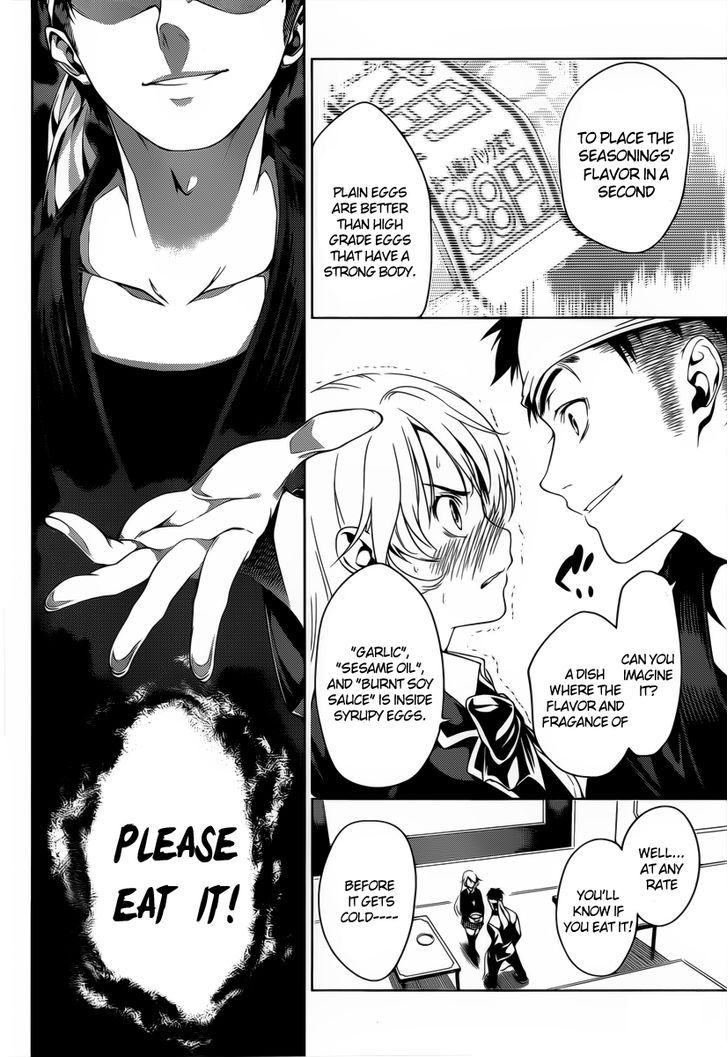 TO PLACE THE
SEASONINGS'
FLAVOR IN A
SECOND
PLAIN EGGS
ARE BETTER
THAN HIGH
GRADE EGGS
THAT HAVE A
STRONG BODY.
CAN YOU
IMAGINE
IT?
A DISH
WHERE THE
FLAVOR AND
FRAGANCE OF
"GARLIC",
"SESAME OIL",
AND "BURNT SOY
SAUCE" IS INSIDE
SYRUPY EGGS.
WELL...
AT ANY
RATE
YOU'LL
KNOW IF
YOU EAT IT!
BEFORE
IT GETS
COLD----
PLEASE
EAT IT!